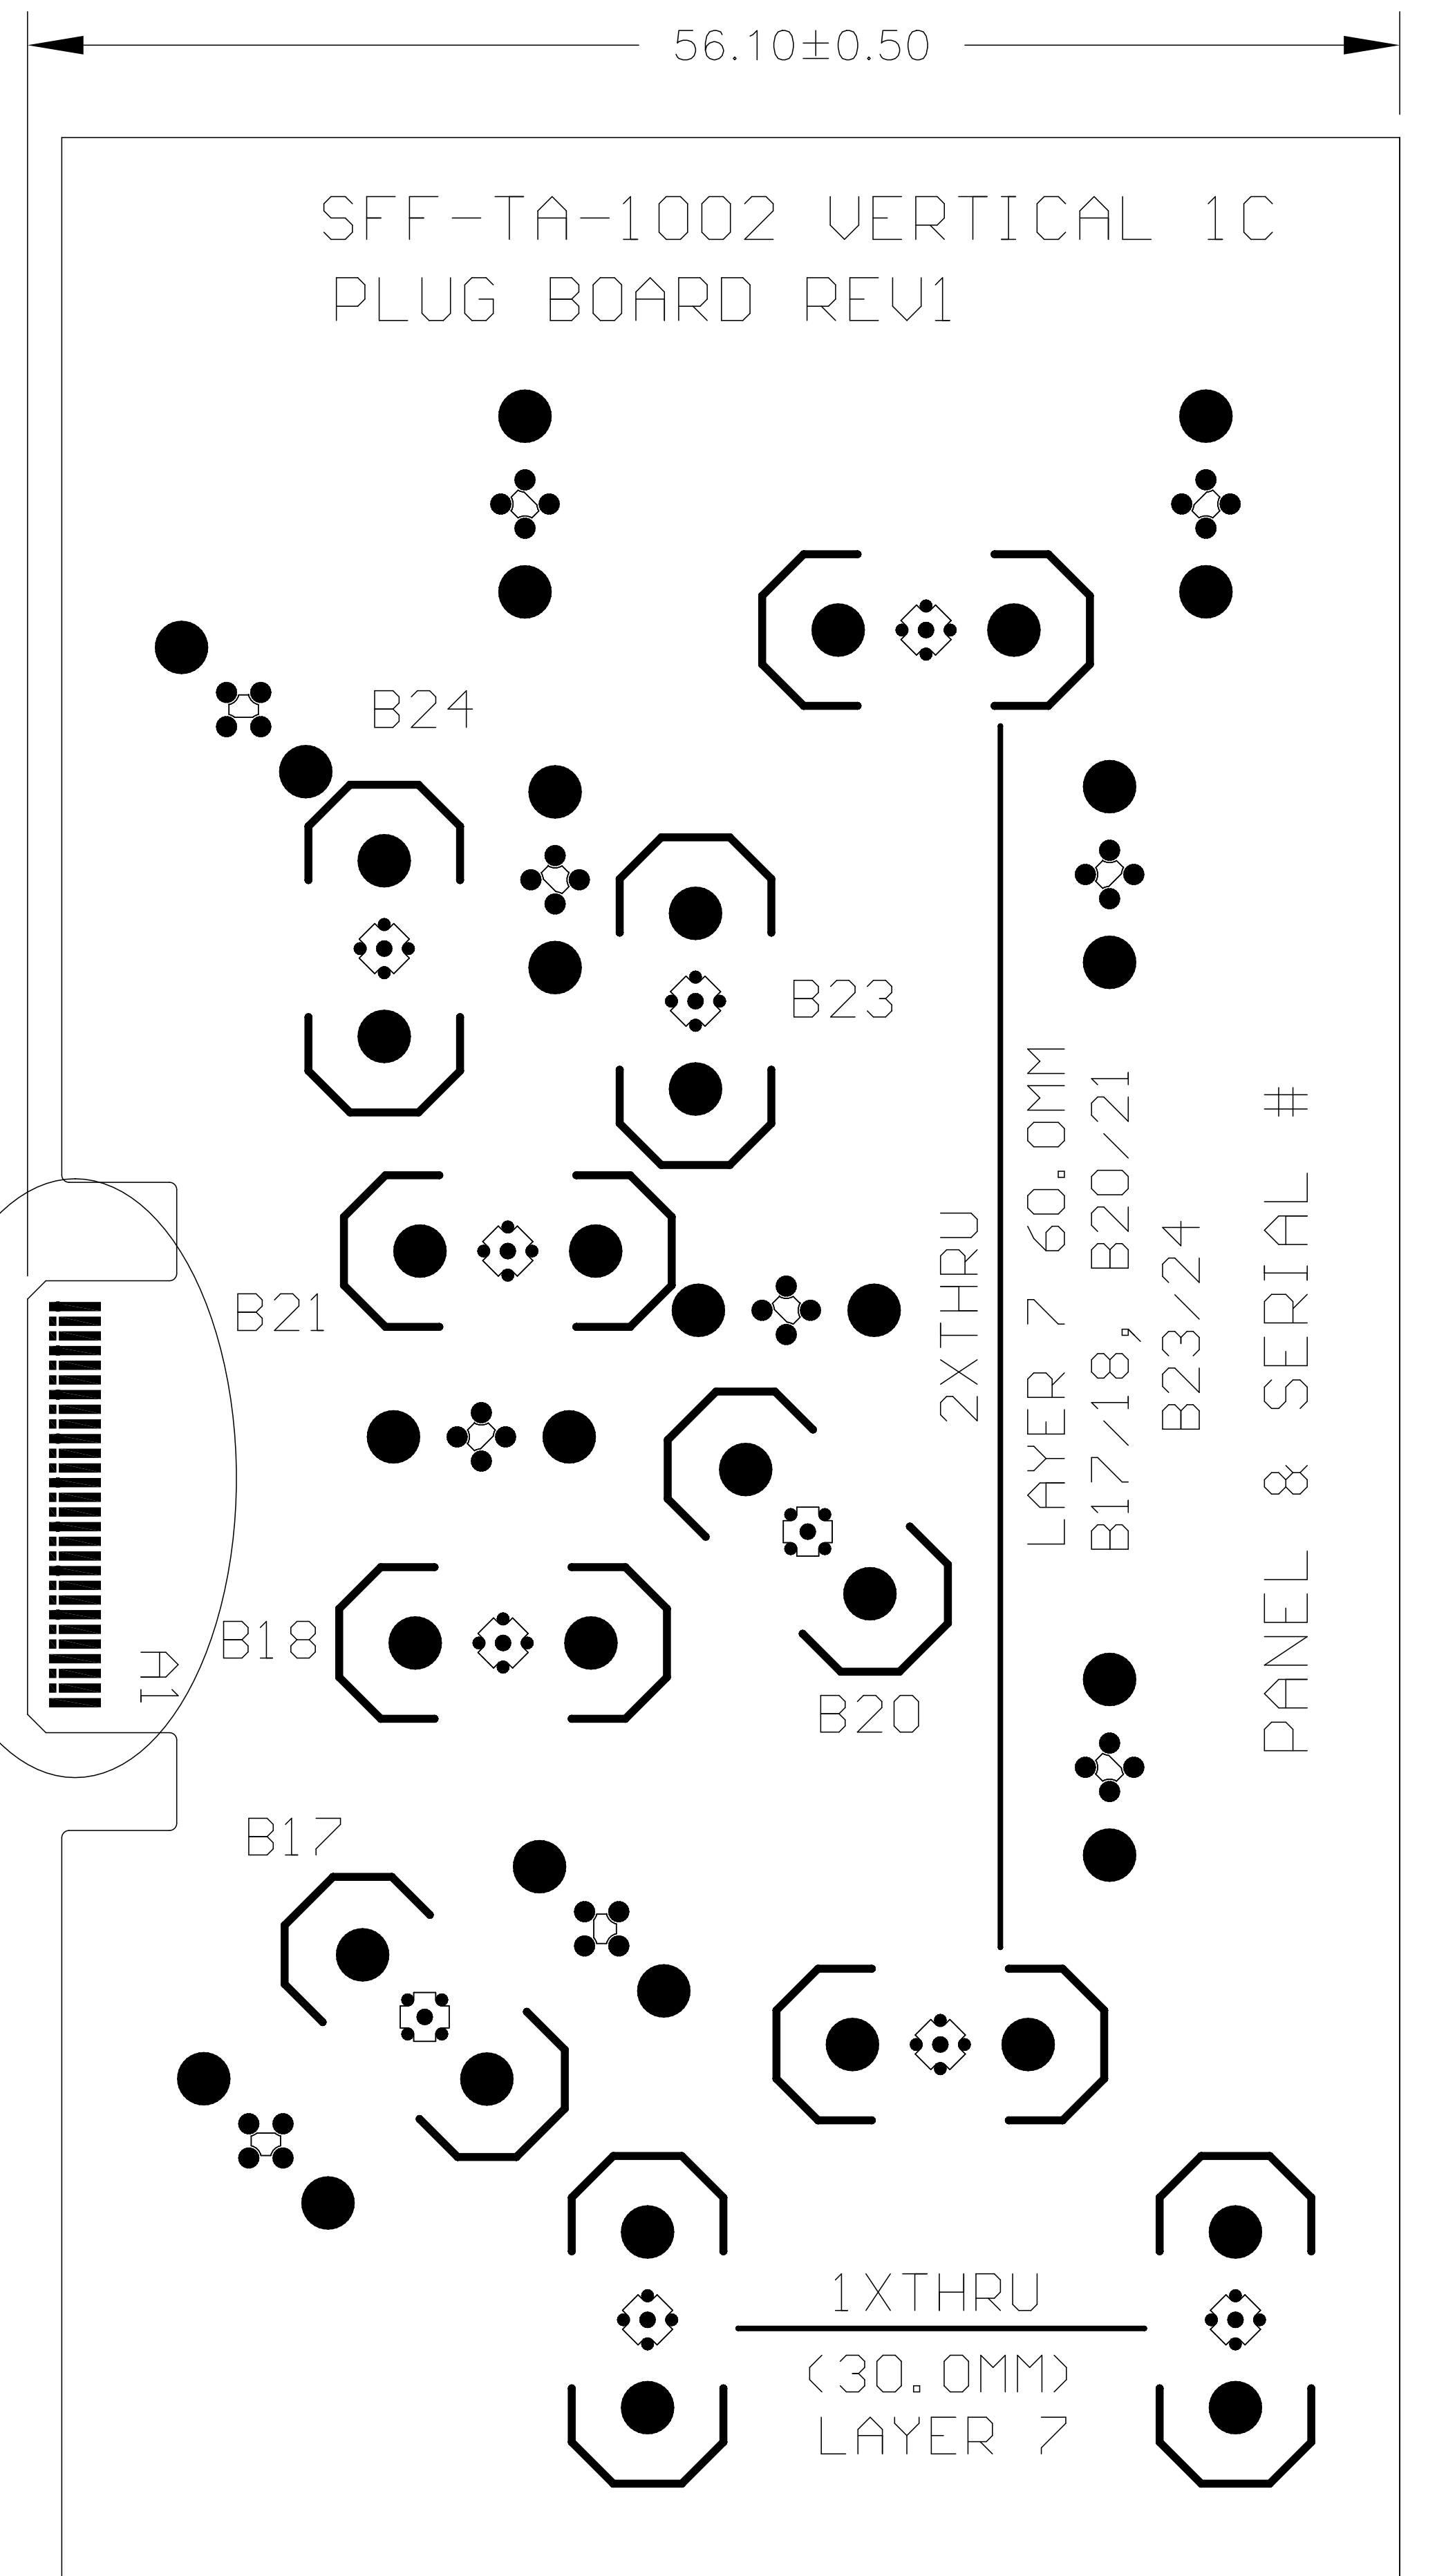 56.10±0.50
SFF-TA-1002 VERTICAL 1C
PLUG BOARD REV1
B24
B23
B21
B18
A1
B20
B17
2XTHRU
LAYER 7 60.0MM
B17/18, B20/21
B23/24
PANEL & SERIAL #
1XTHRU
(30.0MM)
LAYER 7